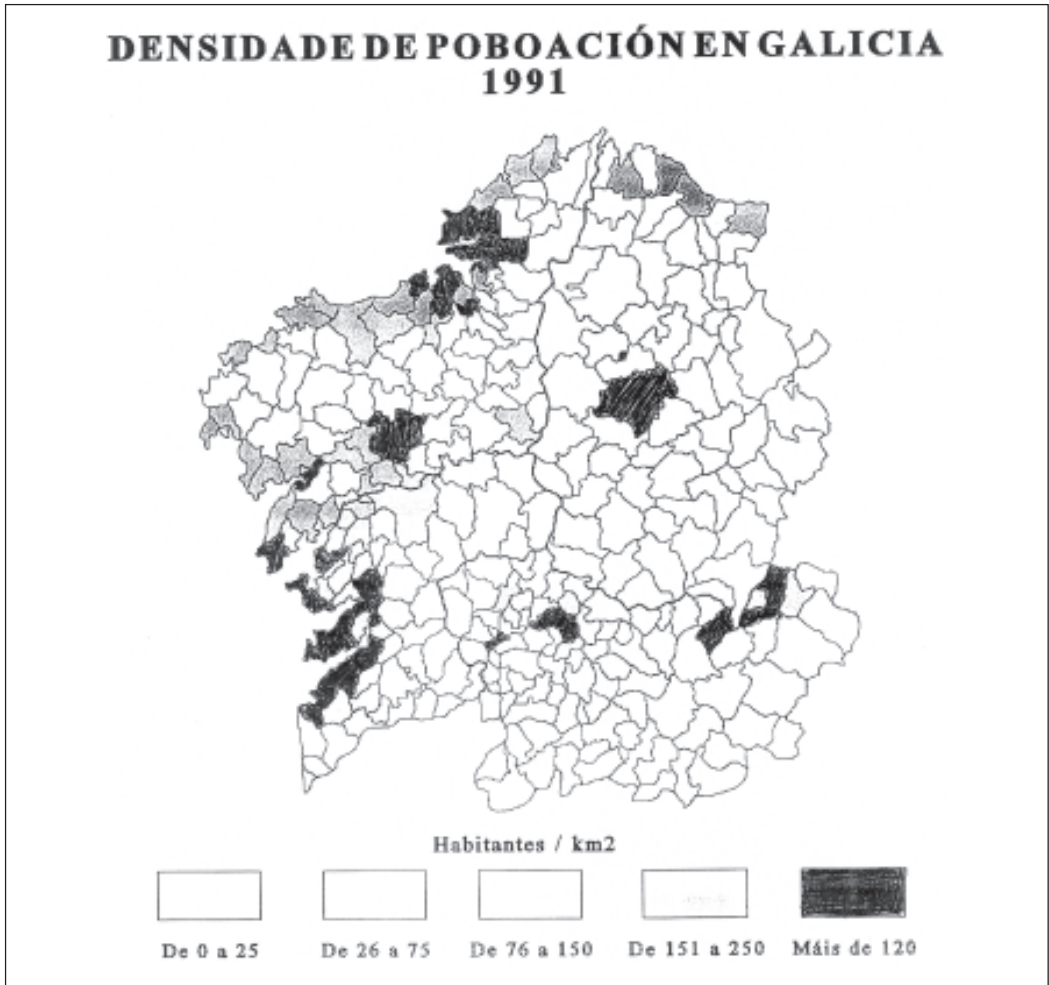 DENSIDADE DE POBOACIÓN EN GALICIA
1991
Habitantes / km2
De 0 a 25
De 26 a 75
De 76 a 150
De 151 a 250
Máis de 120